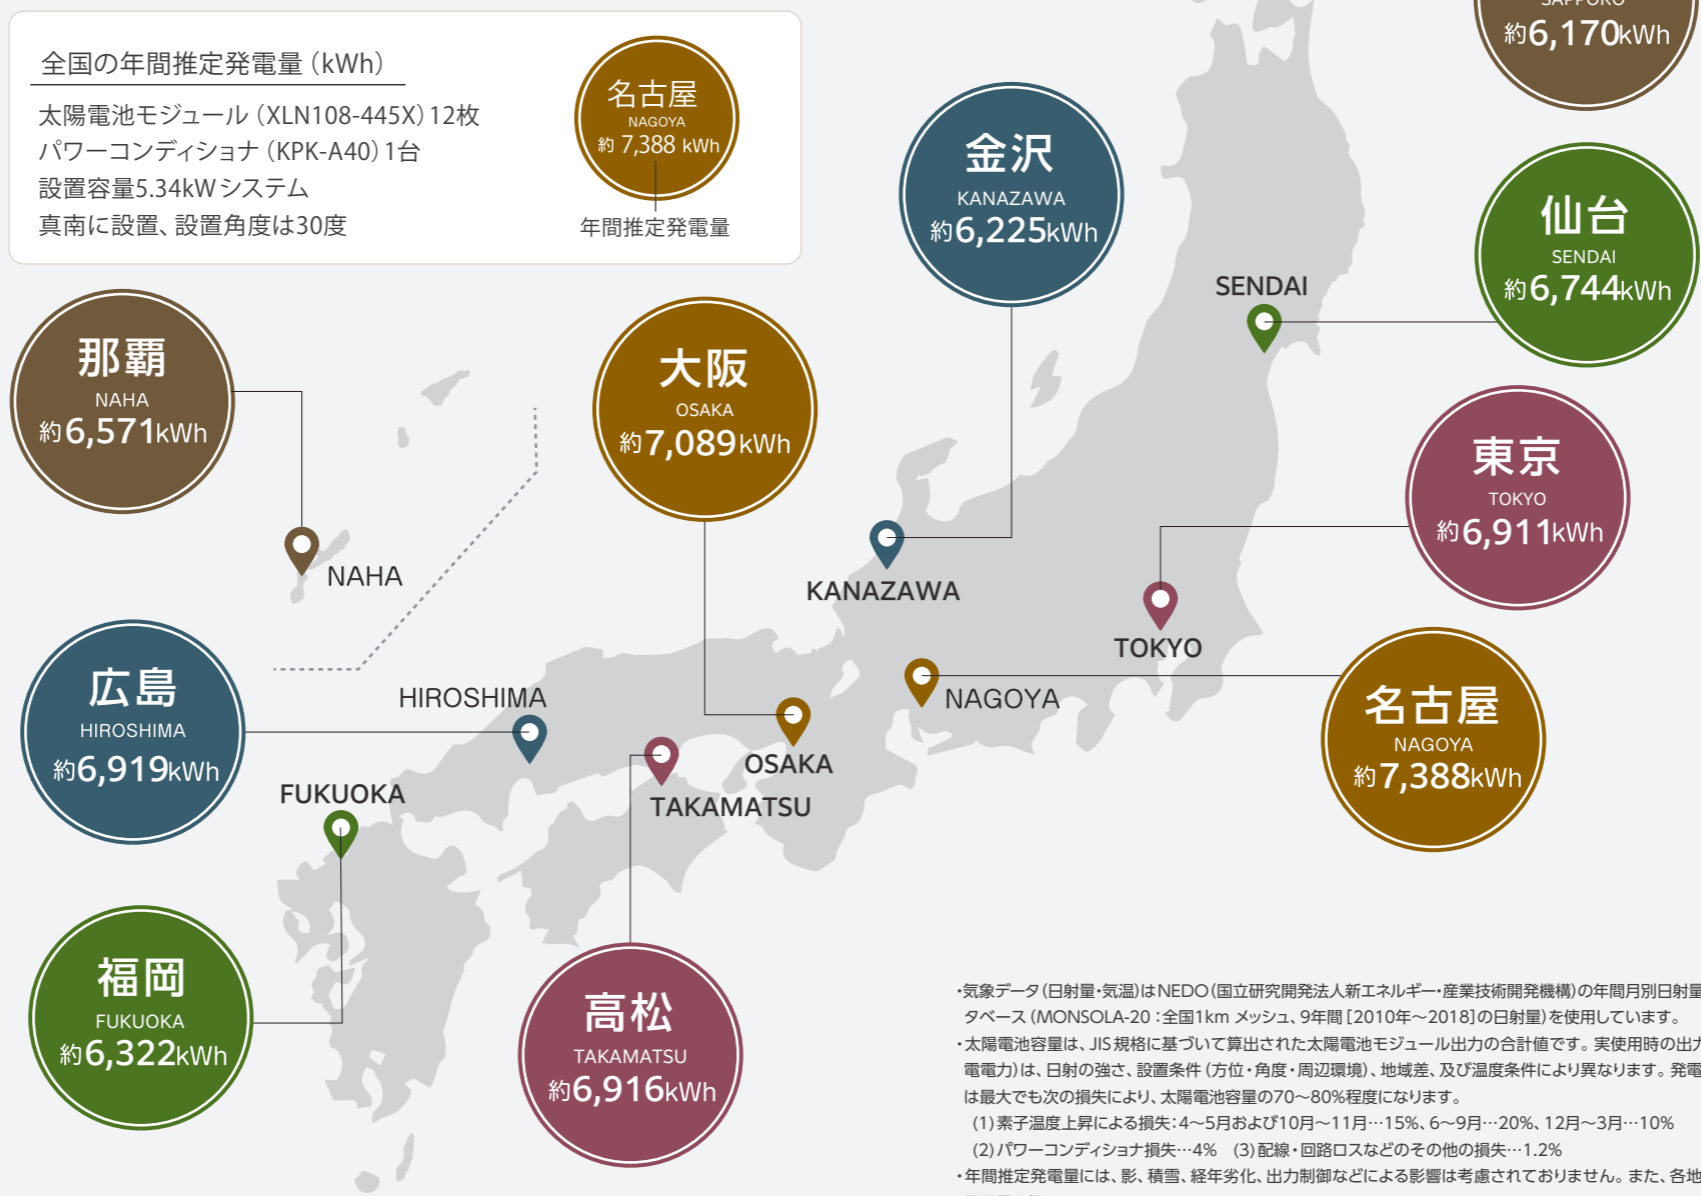 全国の年間推定発電量（kWh）
太陽電池モジュール（XLN108-445X）12枚
パワーコンディショナ（KPK-A40）1台
設置容量5.34kWシステム
真南に設置、設置角度は30度
名古屋
NAGOYA
約 7,388 kWh
年間推定発電量
約6,170kWh
金沢
KANAZAWA
約6,225kWh
仙台
SENDAI
約6,744kWh
SENDAI
那覇
NAHA
約6,571kWh
大阪
OSAKA
約7,089kWh
東京
TOKYO
約6,911kWh
NAHA
KANAZAWA
TOKYO
広島
HIROSHIMA
約6,919kWh
HIROSHIMA
NAGOYA
名古屋
NAGOYA
約7,388kWh
OSAKA
TAKAMATSU
FUKUOKA
福岡
FUKUOKA
約6,322kWh
高松
TAKAMATSU
約6,916kWh
・気象データ（日射量・気温）はNEDO（国立研究開発法人新エネルギー・産業技術開発機構）の年間月別日射量
タベース（MONSOLA-20：全国1km メッシュ、9年間［2010年～2018］の日射量）を使用しています。
・太陽電池容量は、JIS規格に基づいて算出された太陽電池モジュール出力の合計値です。実使用時の出力
電電力）は、日射の強さ、設置条件（方位・角度・周辺環境）、地域差、及び温度条件により異なります。発電
は最大でも次の損失により、太陽電池容量の70～80%程度になります。
(1)素子温度上昇による損失：4～5月および10月～11月…15%、6～9月…20%、12月～3月…10%
(2)パワーコンディショナ損失…4%　(3)配線・回路ロスなどのその他の損失…1.2%
・年間推定発電量には、影、積雪、経年劣化、出力制御などによる影響は考慮されておりません。また、各地